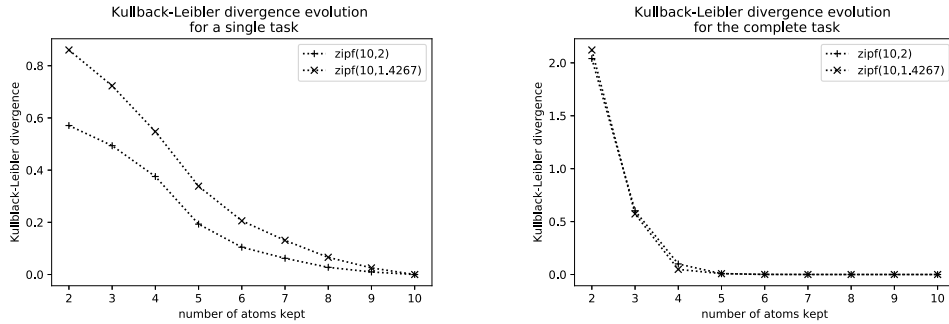 Kullback-Leibler divergence evolution
for a single task
zipf(10,2)
zipf(10,1.4267)
Kullblack-Leibler divergence
0.8
0.6
0.4
0.2
0.0
2 3 4 5 6 7 8 9 10
number of atoms kept
Kullback-Leibler divergence evolution
for the complete task
zipf(10,2)
zipf(10,1.4267)
Kullback-Leibler divergence
2.0
1.5
1.0
0.5
0.0
2 3 4 5 6 7 8 9 10
number of atoms kept